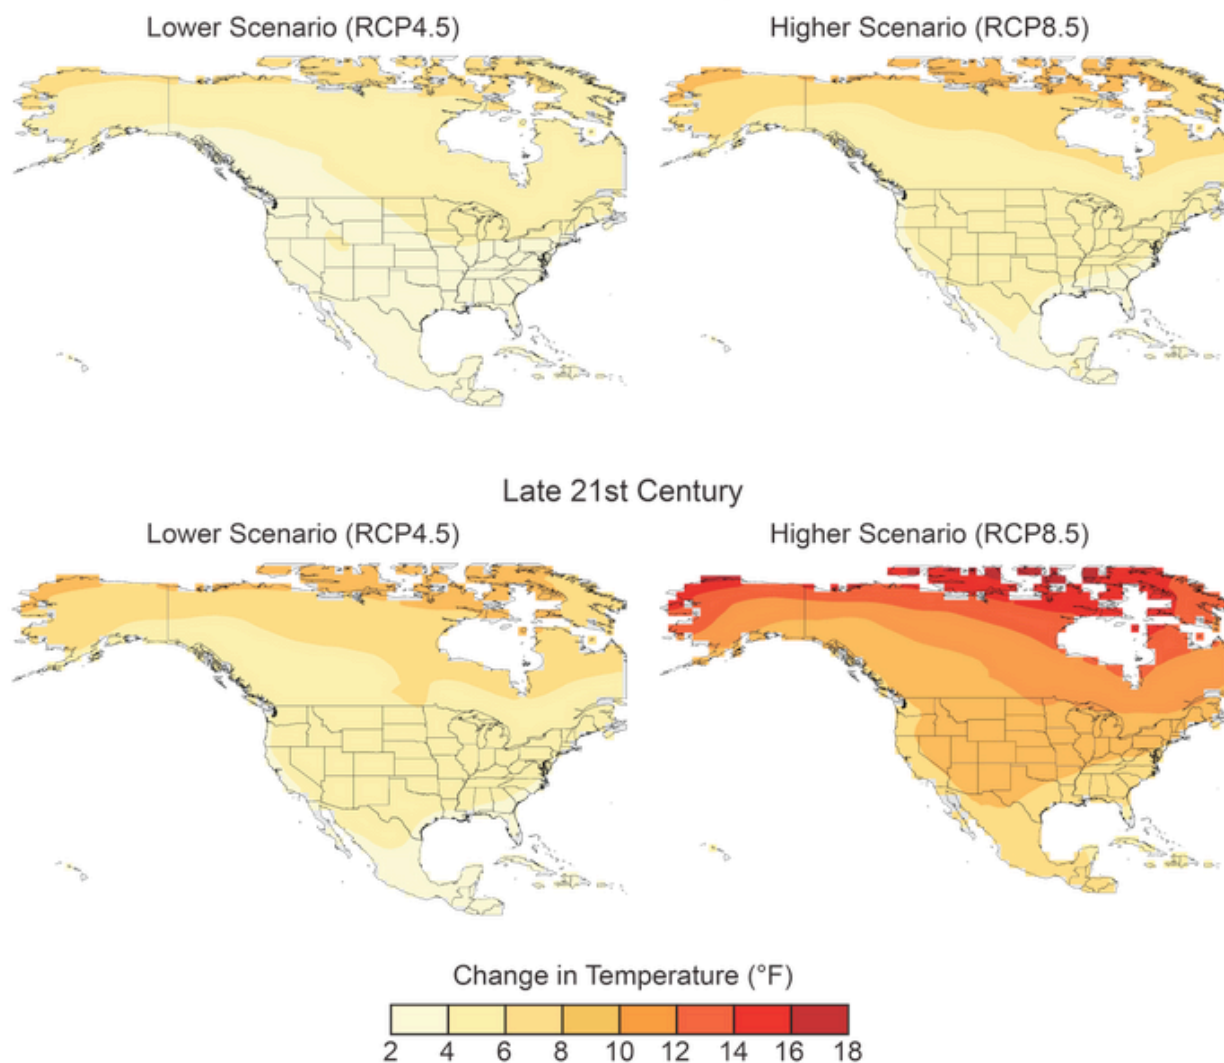 Lower Scenario (RCP4.5) Higher Scenario (RCP8.5)
Late 21st Century
Lower Scenario (RCP4.5) Higher Scenario (RCP8.5)
Change in Temperature (°F)
2 4 6 8 10 12 14 16 18